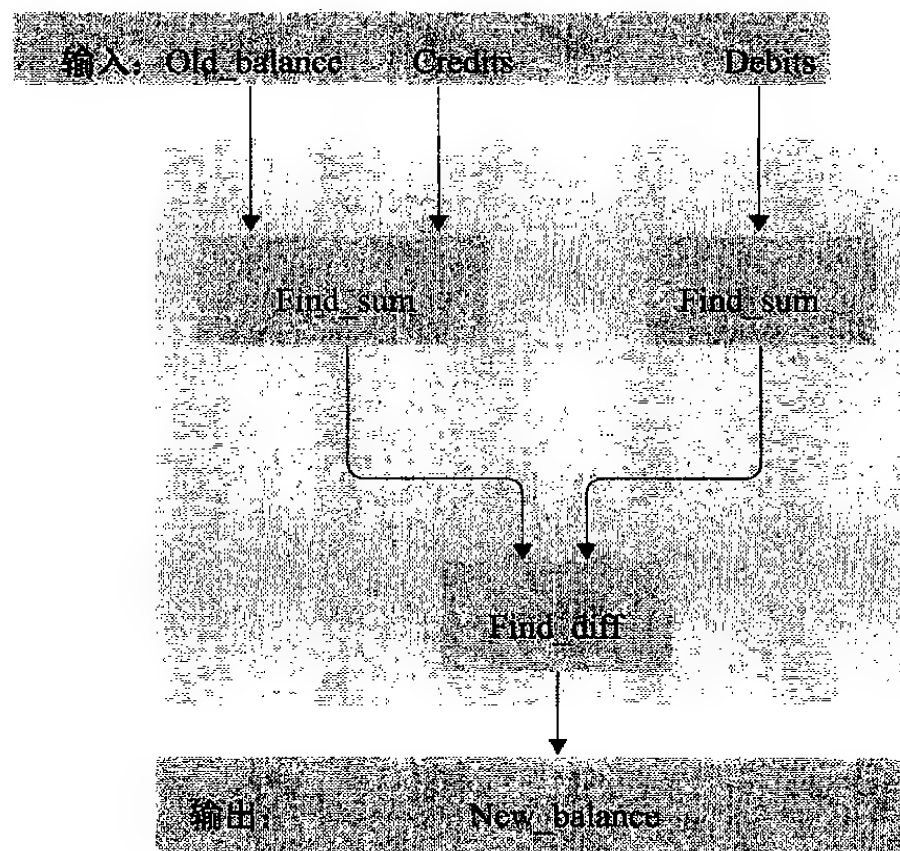 输入：Old_balance Credits Debits
Find_sum Find_sum
Find_diff
输出： New_balance